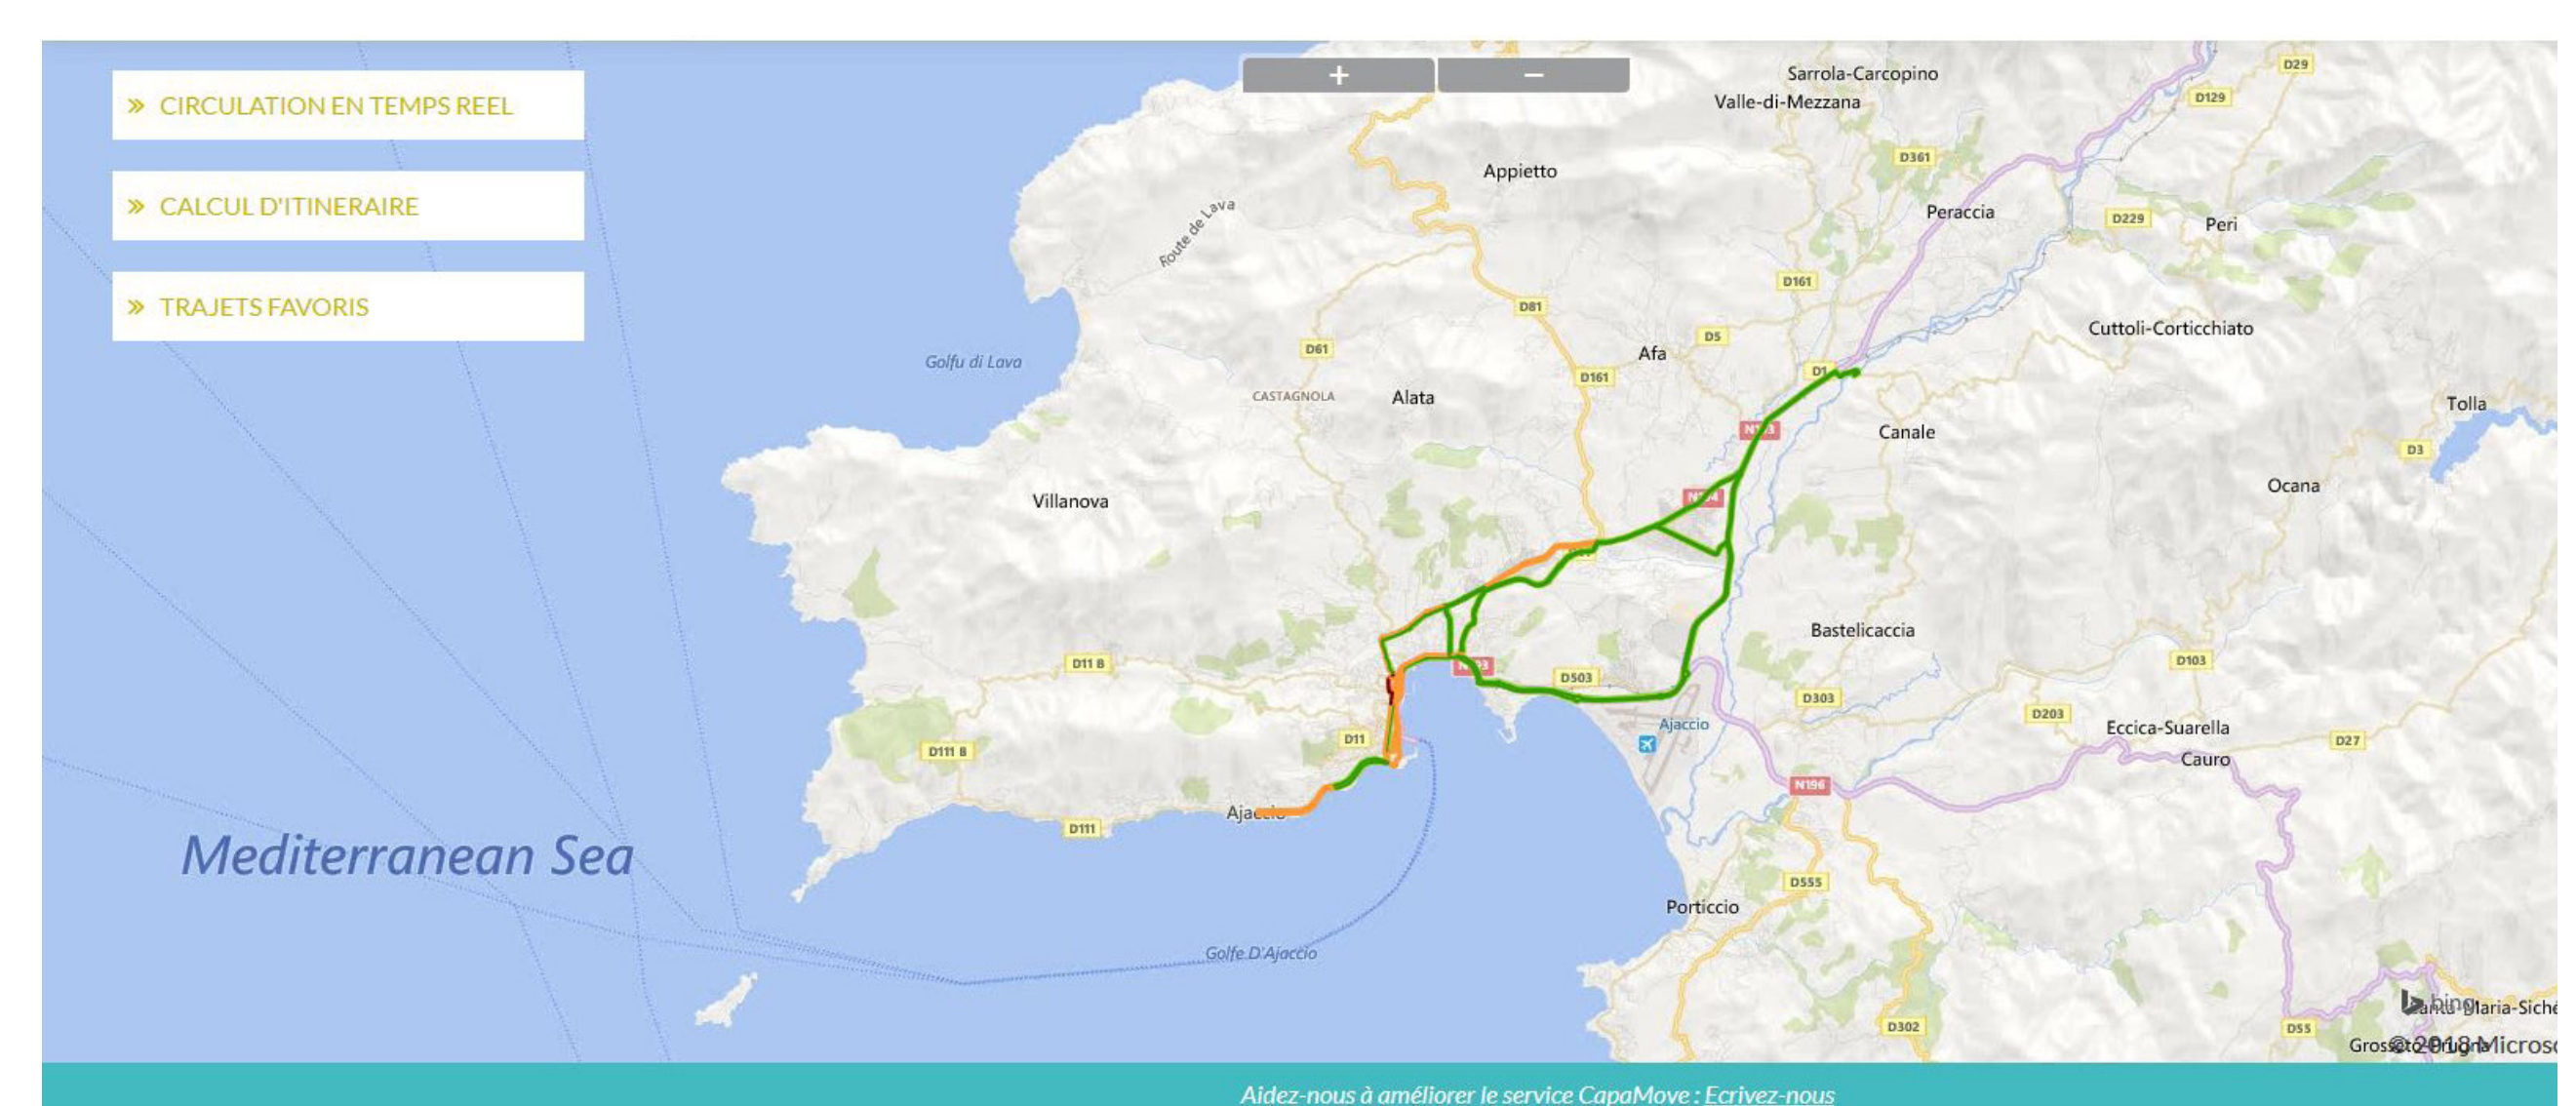 » CIRCULATION EN TEMPS REEL
» CALCUL D'ITINERAIRE
» TRAJETS FAVORIS
+ −
Sarrola-Carcopino
Valle-di-Mezzana
D29
D129
Appietto
D361
Route de Lava
Peraccia
D229
Peri
D161
D81
Cuttoli-Corticchiato
D5
D61
Afa
Golfu di Lava
D1
D161
CASTAGNOLA
Alata
Tolla
Canale
D3
Ocana
Villanova
Bastelicaccia
D11 B
D103
D503
D303
D203
Ajaccio
Eccica-Suarella
D11
D27
D111 B
Cauro
N196
Ajaccio
D111
Mediterranean Sea
D555
Porticcio
Golfe D'Ajaccio
bing
D302
D55
© 2018
Aidez-nous à améliorer le service CapaMove : Ecrivez-nous